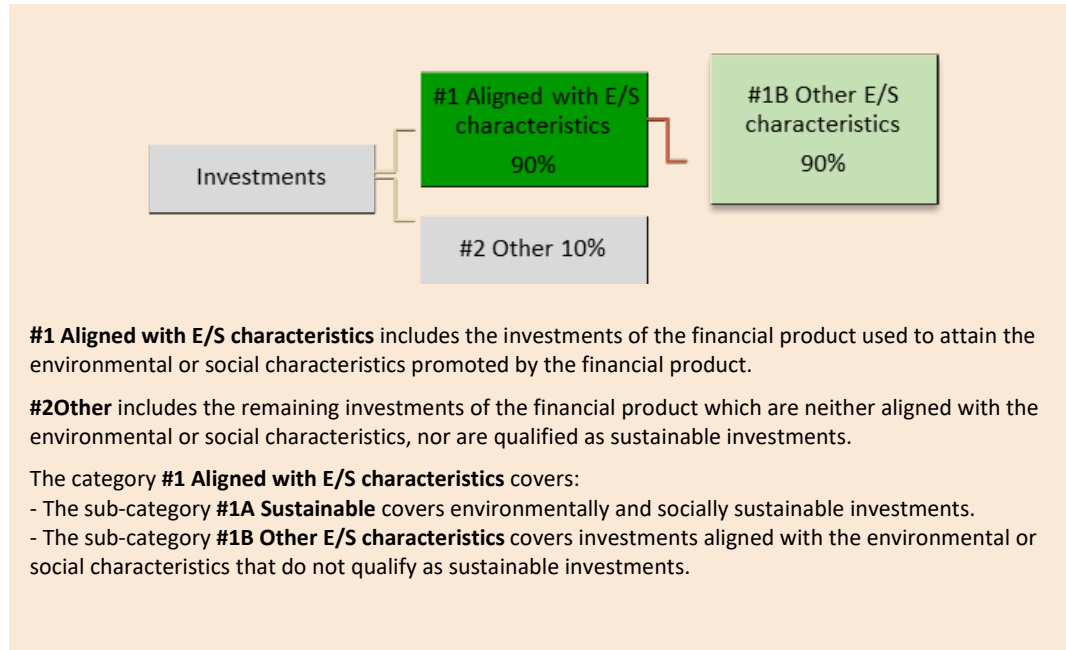 #1 Aligned with E/S
characteristics
90%
#1B Other E/S
characteristics
90%
Investments
#2 Other 10%
#1 Aligned with E/S characteristics includes the investments of the financial product used to attain the
environmental or social characteristics promoted by the financial product.
#2Other includes the remaining investments of the financial product which are neither aligned with the
environmental or social characteristics, nor are qualified as sustainable investments.
The category #1 Aligned with E/S characteristics covers:
- The sub-category #1A Sustainable covers environmentally and socially sustainable investments.
- The sub-category #1B Other E/S characteristics covers investments aligned with the environmental or
social characteristics that do not qualify as sustainable investments.